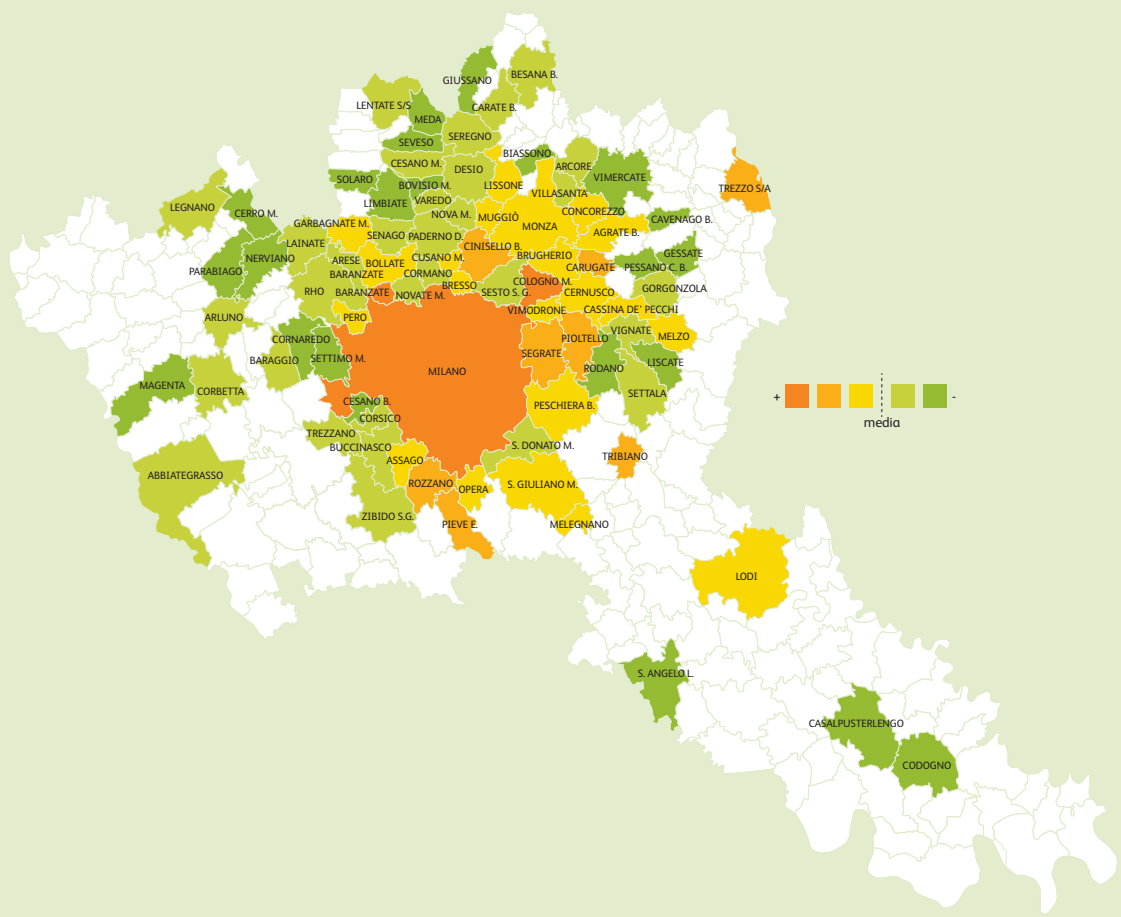 GIUSSANO
BESANA B.
LENTATE S/S
CARATE B.
MEDA
SEREGNO
SEVESO
BIASSONO
CESANO M.
DESIO
ARCORE
SOLARO
BOVISIO M.
LISSONE
VIMERCATE
TREZZO S/A
LIMBIATE
VAREDO
VILLASANTA
LEGNANO
CERRO M.
NOVA M.
MUGGIÒ
CONCOREZZO
CAVENAGO B.
GARBAGNATE M.
MONZA
AGRATE B.
LAINATE
SENAGO
PADERNO D.
CINISELLO B.
NERVIANO
ARESE
BOLLATE
CUSANO M.
BRUGHERIO
GESSATE
PARABIAGO
BARANZATE
CORMANO
CARUGATE
PESSANO C. B.
RHO
BARANZATE
NOVATE M.
BRESSO
SESTO S. G.
COLOGNO M.
CERNUSCO
GORGONZOLA
ARLUNO
PERO
VIMODRONE
CASSINA DE' PECCHI
CORNAREDO
PIOLTELLO
VIGNATE
MELZO
BARAGGIO
SETTIMO M.
SEGRATE
LISCATE
MILANO
RODANO
MAGENTA
CORBETTA
SETTALA
CESANO B.
PESCHIERA B.
+
-
media
CORSICO
TREZZANO
BUCCINASCO
S. DONATO M.
ASSAGO
TRIBIANO
ABBIATEGRASSO
ROZZANO
OPERA
S. GIULIANO M.
ZIBIDO S.G.
PIEVE E.
MELEGNANO
LODI
S. ANGELO L.
CASALPUSTERLENGO
CODOGNO